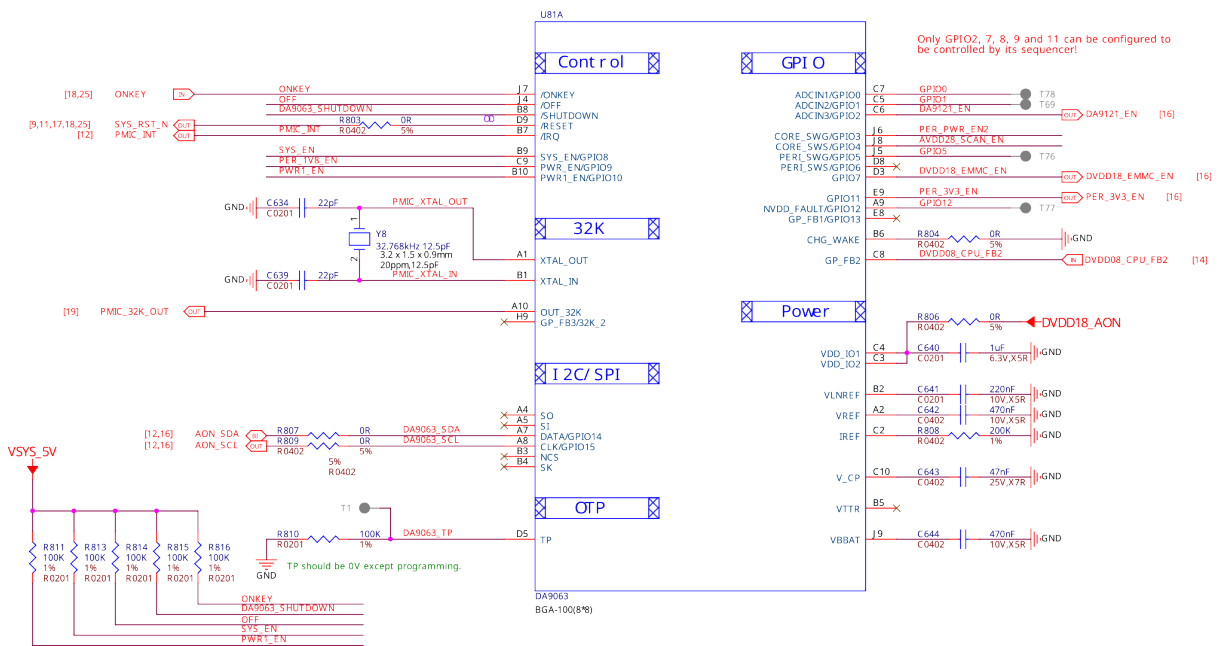 U81A
Only GPIO2, 7, 8, 9 and 11 can be configured to
be controlled by its sequencer!
Control
GPIO
[18,25] ONKEY IN ONKEY J7 /ONKEY
OFF J4 /OFF
DA9063_SHUTDOWN B8 /SHUTDOWN
[9,11,17,18,25] SYS_RST_N OUT R803 0R D9 /RESET
[12] PMIC_INT OUT PMIC_INT R0402 5% B7 /IRQ
SYS_EN B9 SYS_EN/GPIO8
PER_1V8_EN C9 PWR_EN/GPIO9
PWR1_EN B10 PWR1_EN/GPIO10
ADCIN1/GPIO0 C7 GPIO0 T78
ADCIN2/GPIO1 C5 GPIO1 T69
ADCIN3/GPIO2 C6 DA9121_EN OUT DA9121_EN [16]
CORE_SWG/GPIO3 J6 PER_PWR_EN2
CORE_SWS/GPIO4 J8 AVDD28_SCAN_EN
PERI_SWG/GPIO5 J5 GPIO5 T76
PERI_SWS/GPIO6 D8
GPIO7 D3 DVDD18_EMMC_EN OUT DVDD18_EMMC_EN [16]
GPIO11 E9 PER_3V3_EN OUT PER_3V3_EN [16]
NVDD_FAULT/GPIO12 A9 GPIO12 T77
GP_FB1/GPIO13 E8
CHG_WAKE B6 R804 0R GND
R0402 5%
GP_FB2 C8 DVDD08_CPU_FB2 IN DVDD08_CPU_FB2 [14]
GND C634 22pF PMIC_XTAL_OUT
C0201
1
Y8
32.768kHz 12.5pF
3.2 x 1.5 x 0.9mm
20ppm,12.5pF
2
32K
A1 XTAL_OUT
GND C639 22pF PMIC_XTAL_IN B1 XTAL_IN
C0201
[19] PMIC_32K_OUT OUT A10 OUT_32K
H9 GP_FB3/32K_2
Power
R806 0R DVDD18_AON
R0402 5%
VDD_IO1 C4 C640 1uF GND
VDD_IO2 C3 C0201 6.3V,X5R
VLNREF B2 C641 220nF GND
C0201 10V,X5R
VREF A2 C642 470nF GND
C0402 10V,X5R
IREF C2 R808 200K GND
R0402 1%
V_CP C10 C643 47nF GND
C0402 25V,X7R
VTTR B5
VBBAT J9 C644 470nF GND
C0402 10V,X5R
I2C/SPI
A4 SO
A5 SI
[12,16] AON_SDA BI R807 0R DA9063_SDA A7 DATA/GPIO14
R0402
[12,16] AON_SCL OUT R809 0R DA9063_SCL A8 CLK/GPIO15
R0402 5%
B3 NCS
5%
R0402
B4 SK
OTP
T1
R810 100K DA9063_TP D5 TP
R0201 1%
GND
TP should be 0V except programming.
VSYS_5V
R811 R813 R814 R815 R816
100K 100K 100K 100K 100K
1% 1% 1% 1% 1%
R0201 R0201 R0201 R0201 R0201
ONKEY
DA9063_SHUTDOWN
OFF
SYS_EN
PWR1_EN
DA9063
BGA-100(8*8)